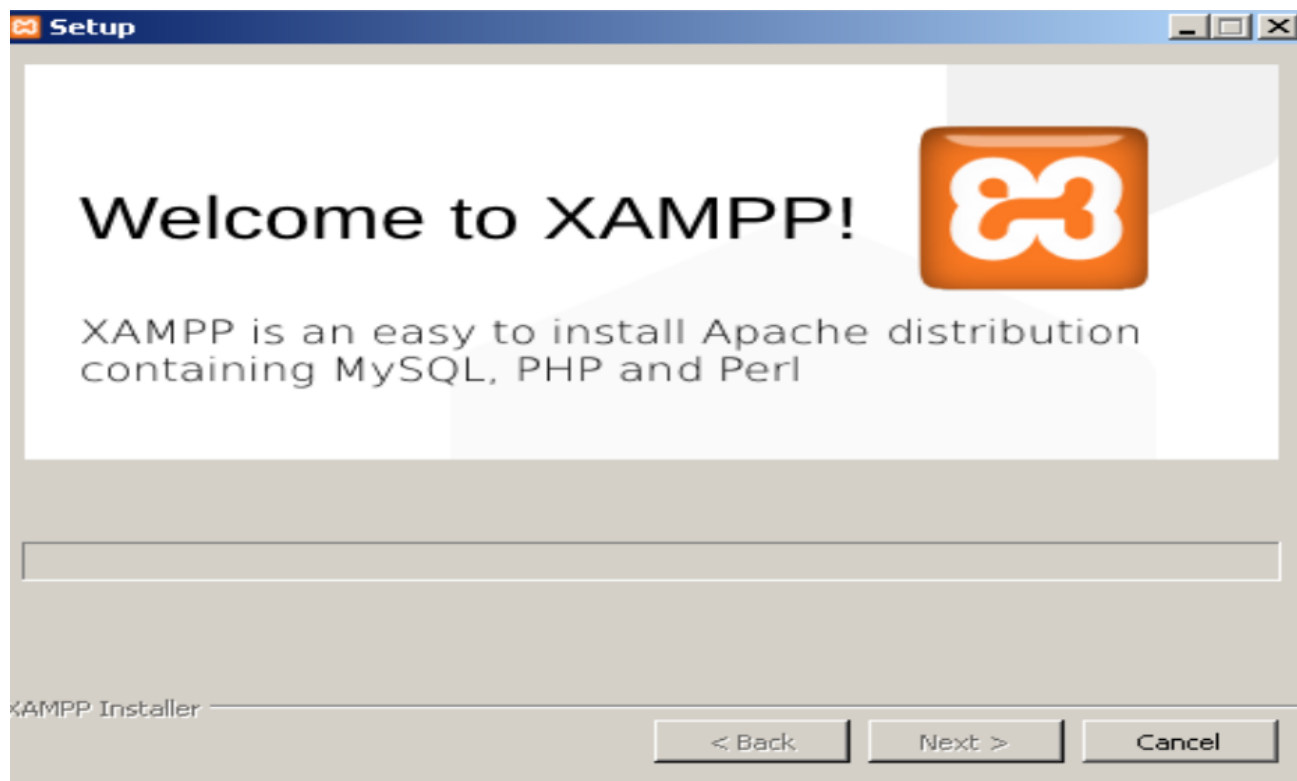 Setup
Welcome to XAMPP!
XAMPP is an easy to install Apache distribution
containing MySQL, PHP and Perl
XAMPP Installer
< Back
Next >
Cancel